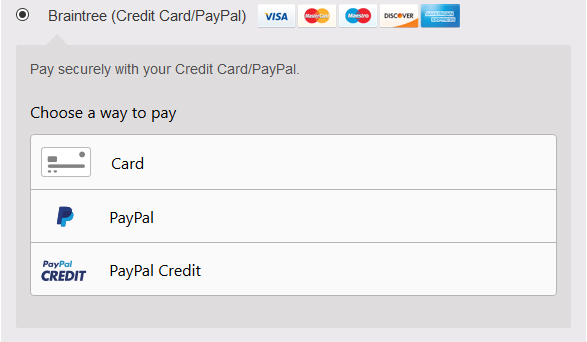 Braintree (Credit Card/PayPal) VISA MasterCard Maestro DISCOVER AMERICAN EXPRESS
Pay securely with your Credit Card/PayPal.
Choose a way to pay
Card
PayPal
PayPal
CREDIT PayPal Credit